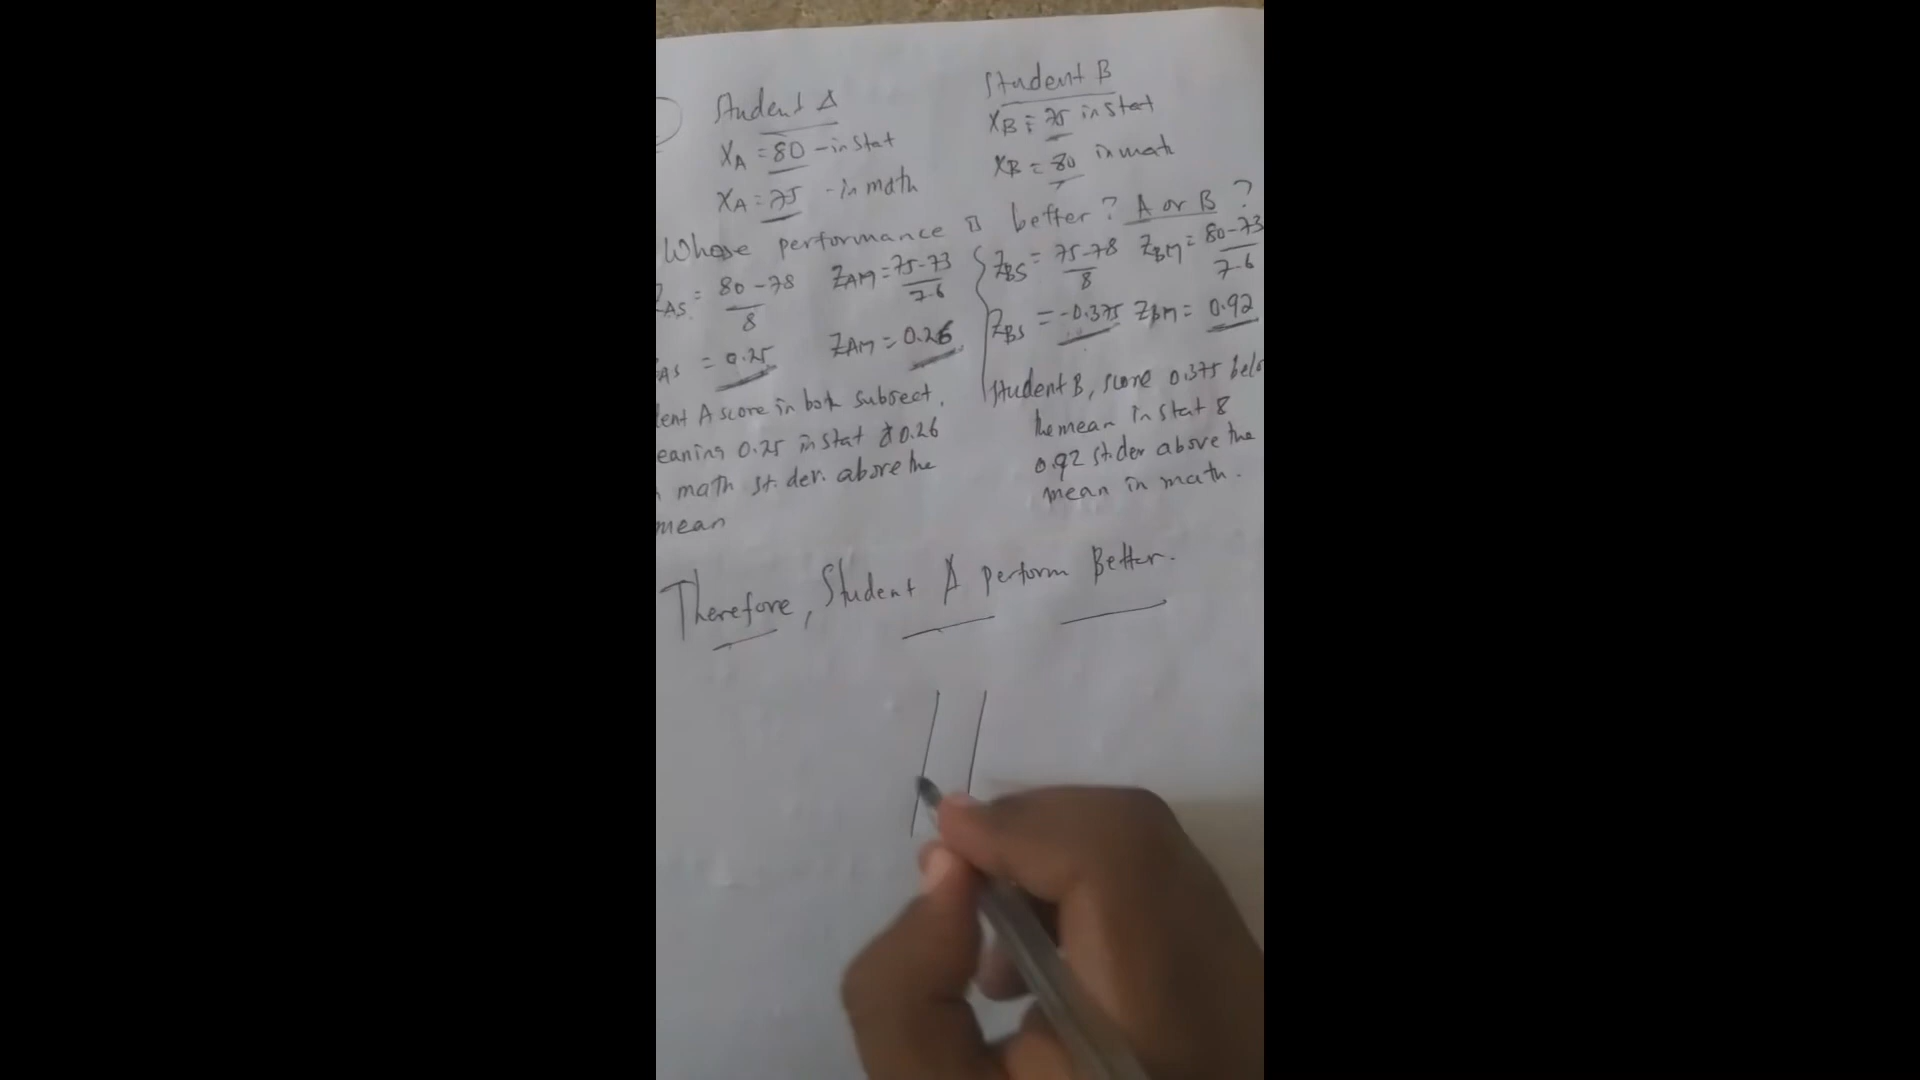 Student A
XA = 80 - in Stat
XA = 75 - in math
Student B
XB = 75 in stat
XB = 80 in math
Whose performance is better? A or B ?
ZAS = 80-78
8
ZAM = 75-73
7.6
AS = 0.25
ZAM = 0.26
ZBS = 75-78
8
ZBM = 80-73
7.6
ZBS = -0.375 ZBM = 0.92
dent A score in both subject,
eaning 0.25 in stat & 0.26
math st. dev. above the
mean
Student B, score 0.375 belo
the mean in stat &
0.92 st.dev above the
mean in math.
Therefore, Student A perform Better.